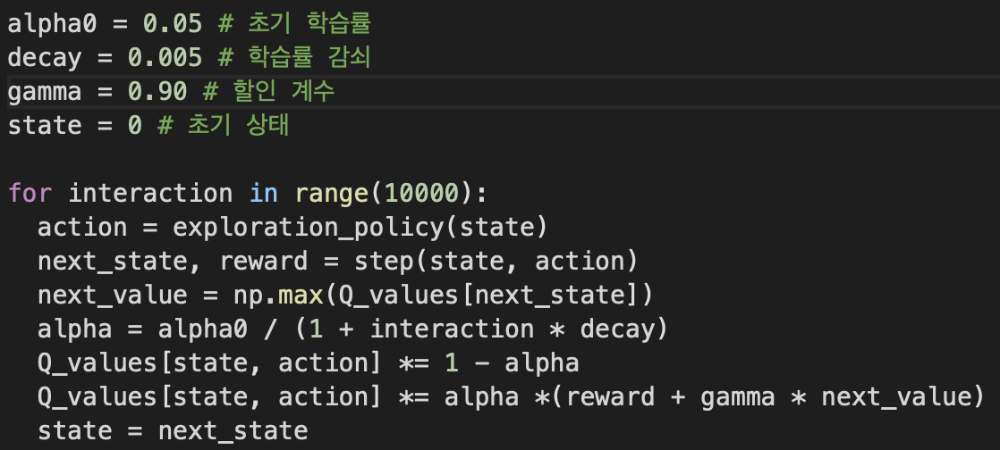 alpha0 = 0.05 # 초기 학습률
decay = 0.005 # 학습률 감쇠
gamma = 0.90 # 할인 계수
state = 0 # 초기 상태

for interaction in range(10000):
  action = exploration_policy(state)
  next_state, reward = step(state, action)
  next_value = np.max(Q_values[next_state])
  alpha = alpha0 / (1 + interaction * decay)
  Q_values[state, action] *= 1 - alpha
  Q_values[state, action] *= alpha *(reward + gamma * next_value)
  state = next_state